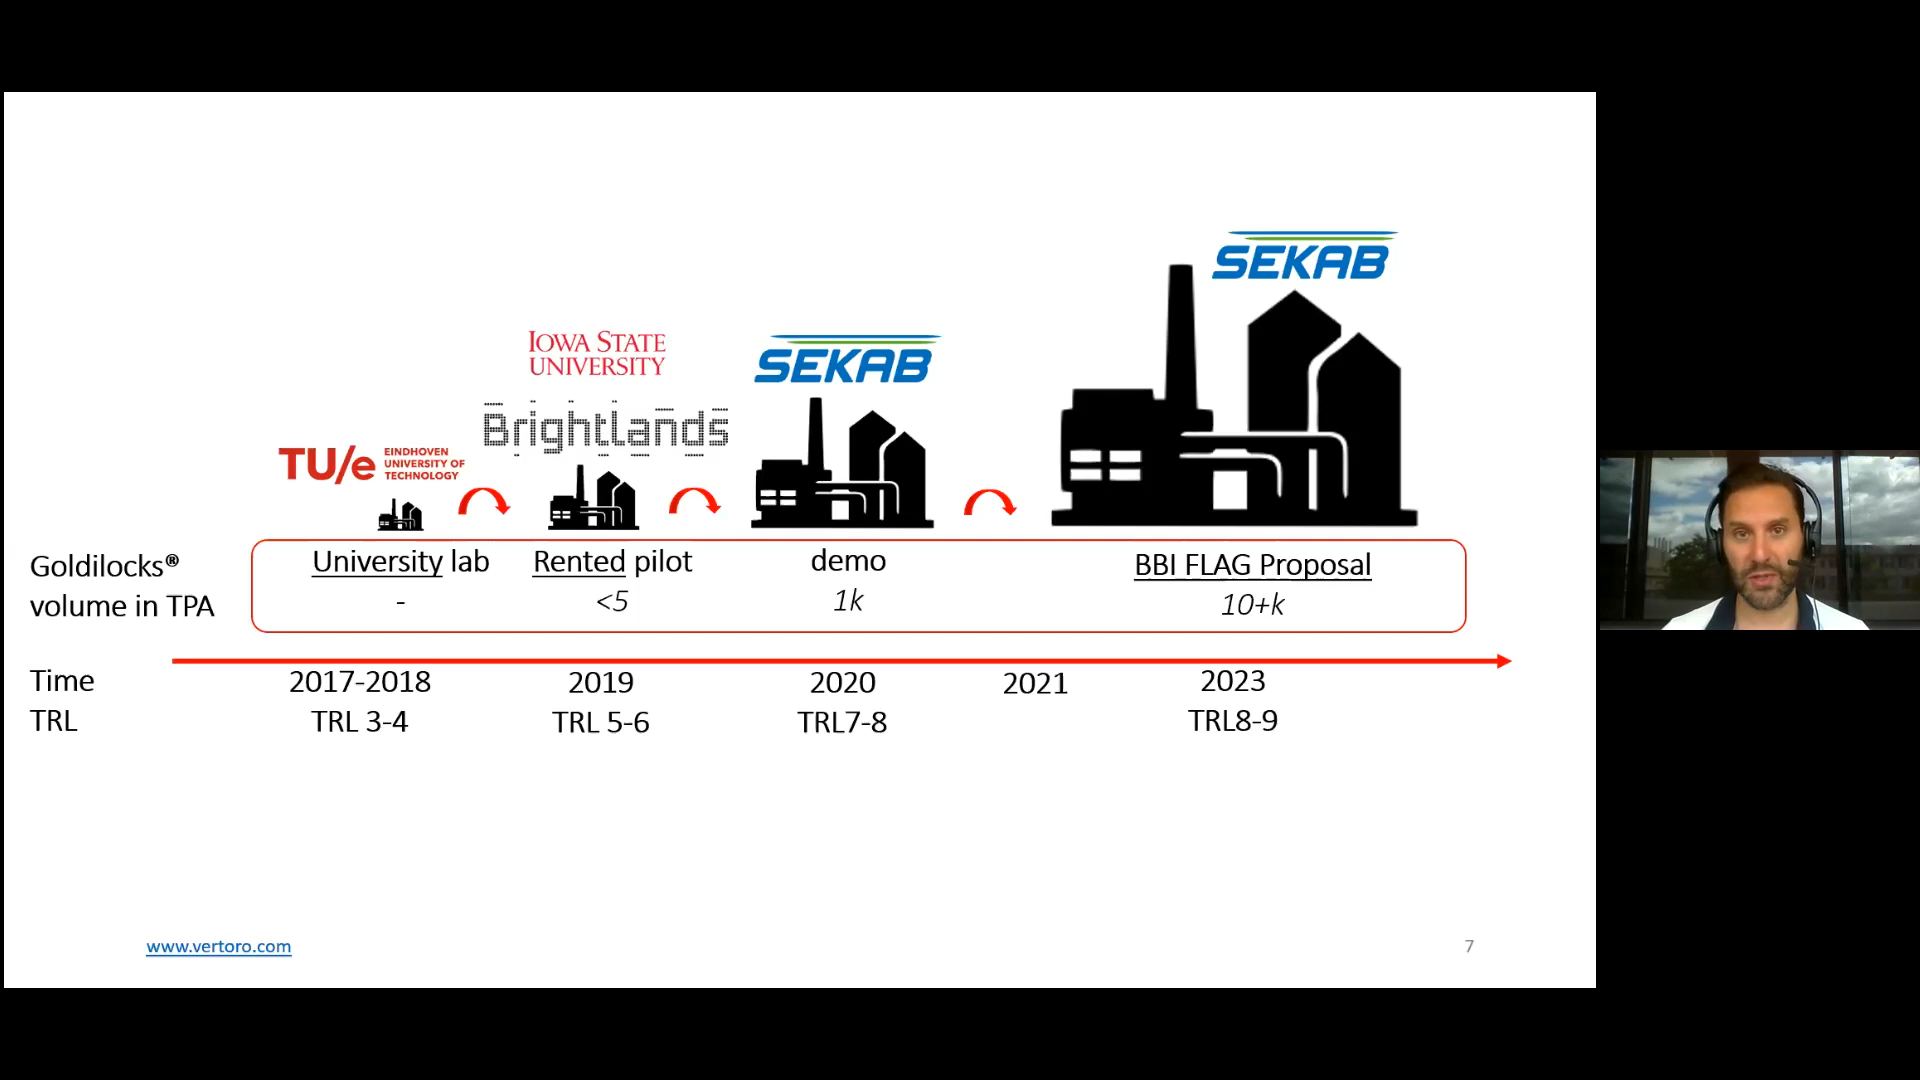 SEKAB
IOWA STATE
UNIVERSITY
SEKAB
Brightlands
TU/e EINDHOVEN
UNIVERSITY OF
TECHNOLOGY
Goldilocks®
volume in TPA
University lab
-
Rented pilot
<5
demo
1k
BBI FLAG Proposal
10+k
Time 2017-2018 2019 2020 2021 2023
TRL TRL 3-4 TRL 5-6 TRL7-8 TRL8-9
www.vertoro.com
7